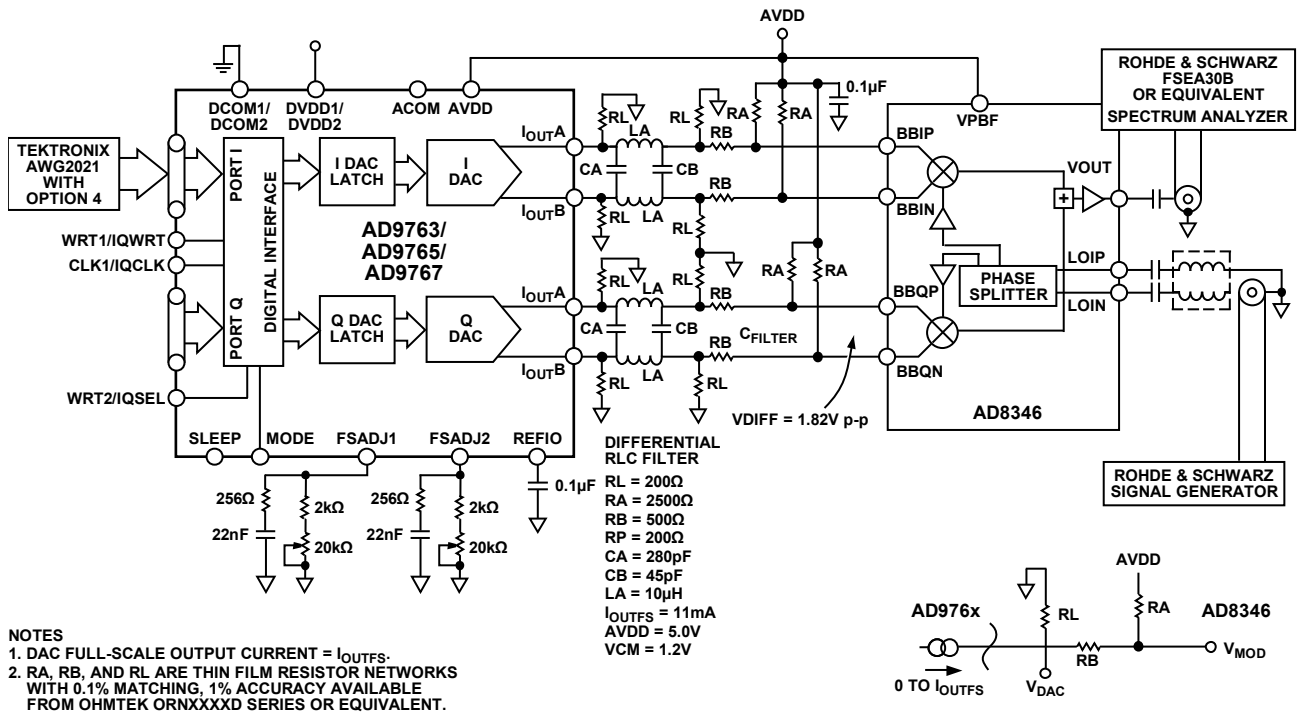 AVDD
ROHDE & SCHWARZ
FSEA30B
OR EQUIVALENT
SPECTRUM ANALYZER
DCOM1/
DCOM2
DVDD1/
DVDD2
ACOM
AVDD
RL
LA
RL
RA
RA
0.1µF
VPBF
TEKTRONIX
AWG2021
WITH
OPTION 4
PORT I
I DAC
LATCH
I
DAC
IOUTA
CA
CB
RB
BBIP
VOUT
IOUTB
RL
LA
RB
BBIN
+
DIGITAL INTERFACE
AD9763/
AD9765/
AD9767
WRT1/IQWRT
CLK1/IQCLK
RL
RL
LA
RL
RA
RA
PHASE
SPLITTER
LOIP
LOIN
PORT Q
Q DAC
LATCH
Q
DAC
IOUTA
CA
CB
RB
BBQP
CFILTER
IOUTB
RL
LA
RB
RL
BBQN
WRT2/IQSEL
VDIFF = 1.82V p-p
AD8346
SLEEP
MODE
FSADJ1
FSADJ2
REFIO
256Ω
22nF
2kΩ
20kΩ
256Ω
22nF
2kΩ
20kΩ
0.1µF
DIFFERENTIAL
RLC FILTER
RL = 200Ω
RA = 2500Ω
RB = 500Ω
RP = 200Ω
CA = 280pF
CB = 45pF
LA = 10µH
IOUTFS = 11mA
AVDD = 5.0V
VCM = 1.2V
ROHDE & SCHWARZ
SIGNAL GENERATOR
AVDD
AD976x
RL
RA
AD8346
RB
VMOD
0 TO IOUTFS
VDAC
NOTES
1. DAC FULL-SCALE OUTPUT CURRENT = IOUTFS.
2. RA, RB, AND RL ARE THIN FILM RESISTOR NETWORKS
WITH 0.1% MATCHING, 1% ACCURACY AVAILABLE
FROM OHMTEK ORNXXXXD SERIES OR EQUIVALENT.